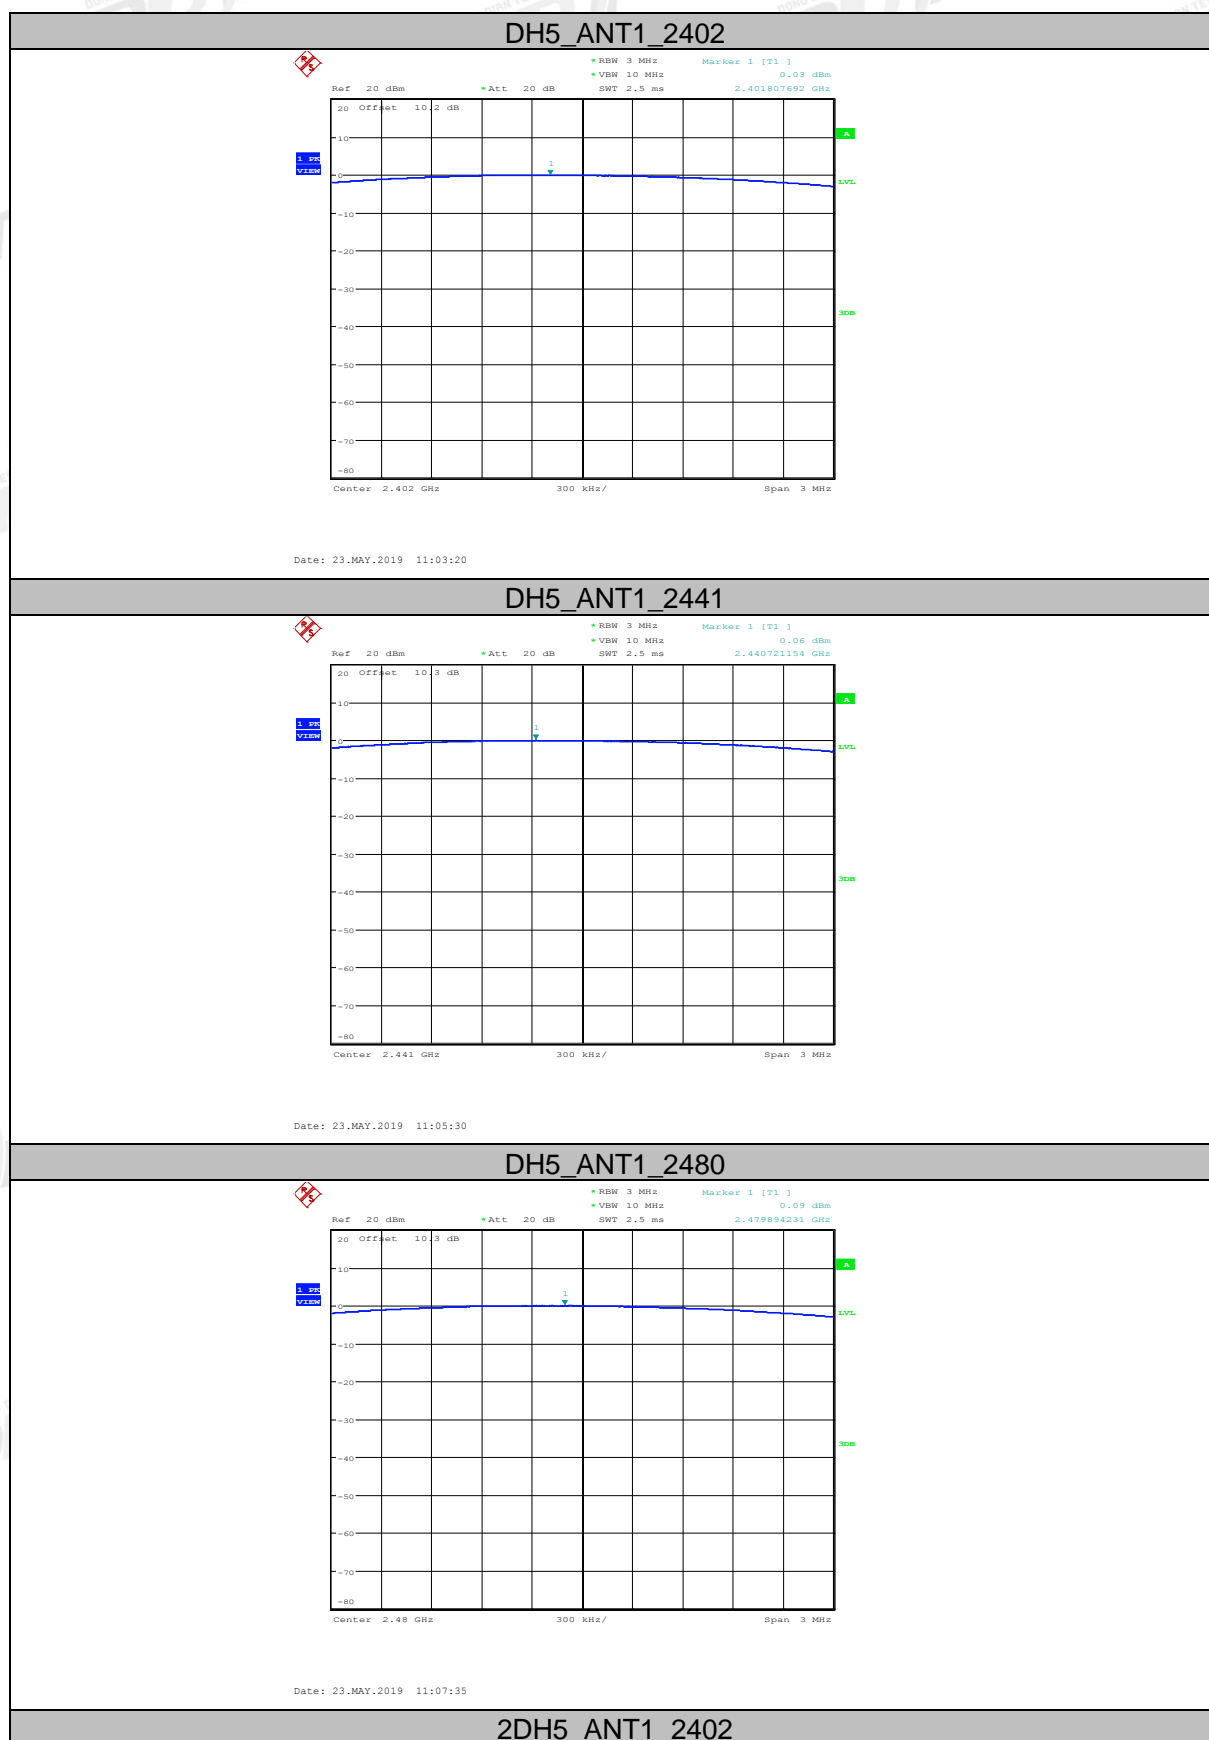 DH5_ANT1_2402
* RBW 3 MHz Marker 1 [T1 ]
* VBW 10 MHz 0.03 dBm
Ref 20 dBm * Att 20 dB SWT 2.5 ms 2.401807692 GHz
20 Offset 10.2 dB
A
10
1 PK
VIEW
1
0
LVL
-10
-20
-30
3DB
-40
-50
-60
-70
-80
Center 2.402 GHz 300 kHz/ Span 3 MHz
Date: 23.MAY.2019 11:03:20
DH5_ANT1_2441
* RBW 3 MHz Marker 1 [T1 ]
* VBW 10 MHz 0.06 dBm
Ref 20 dBm * Att 20 dB SWT 2.5 ms 2.440721154 GHz
20 Offset 10.3 dB
A
10
1 PK
VIEW
1
0
LVL
-10
-20
-30
3DB
-40
-50
-60
-70
-80
Center 2.441 GHz 300 kHz/ Span 3 MHz
Date: 23.MAY.2019 11:05:30
DH5_ANT1_2480
* RBW 3 MHz Marker 1 [T1 ]
* VBW 10 MHz 0.09 dBm
Ref 20 dBm * Att 20 dB SWT 2.5 ms 2.479894231 GHz
20 Offset 10.3 dB
A
10
1 PK
VIEW
1
0
LVL
-10
-20
-30
3DB
-40
-50
-60
-70
-80
Center 2.48 GHz 300 kHz/ Span 3 MHz
Date: 23.MAY.2019 11:07:35
2DH5_ANT1_2402